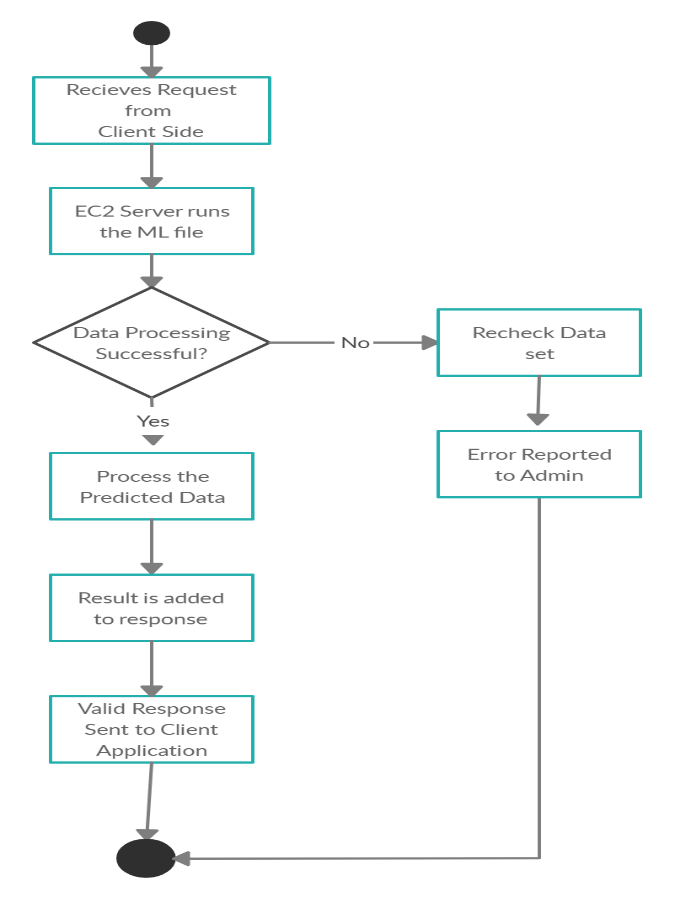 Recieves Request
from
Client Side
EC2 Server runs
the ML file
Data Processing
Successful?
No
Recheck Data
set
Yes
Error Reported
to Admin
Process the
Predicted Data
Result is added
to response
Valid Response
Sent to Client
Application